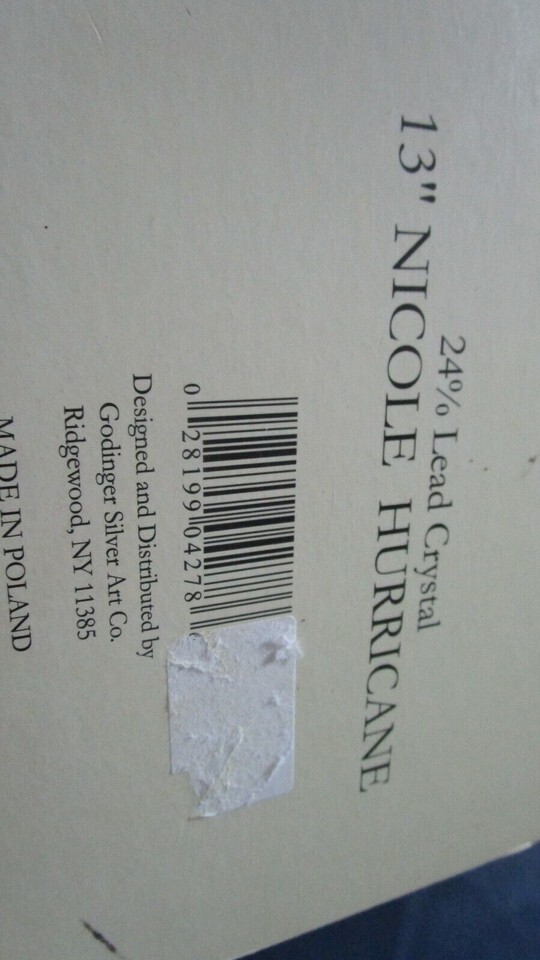 24% Lead Crystal
13" NICOLE HURRICANE
0 28199 04278
Designed and Distributed by
Godinger Silver Art Co.
Ridgewood, NY 11385
MADE IN POLAND